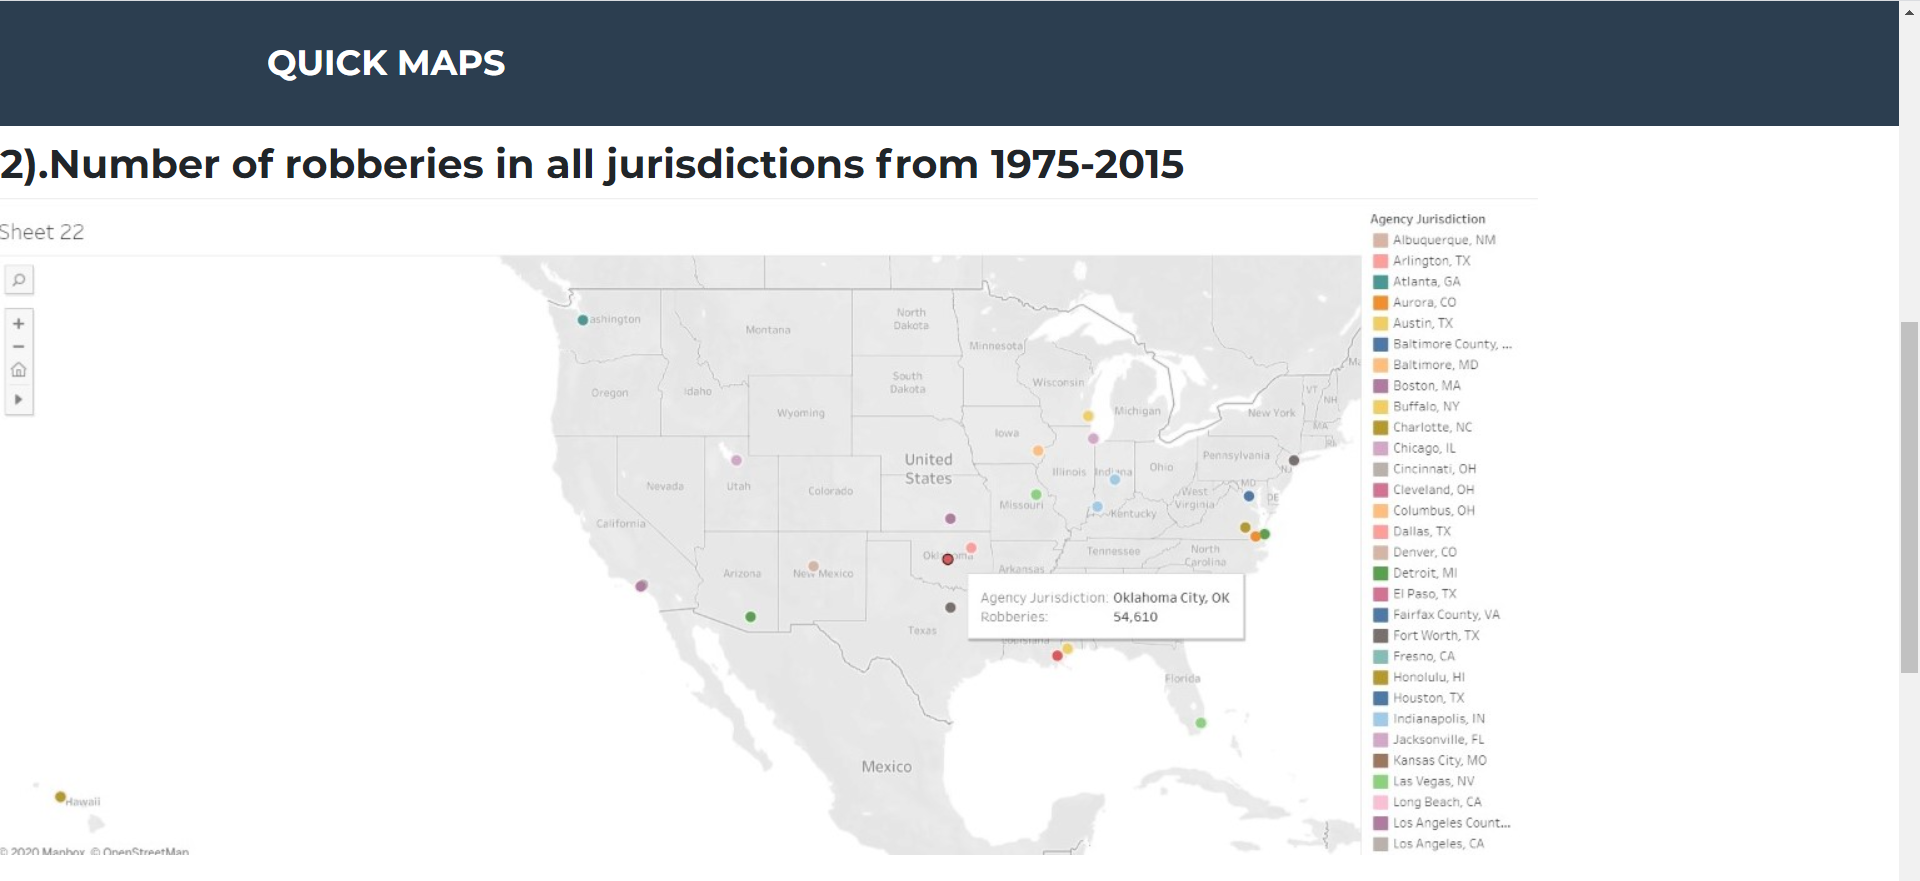 QUICK MAPS
2).Number of robberies in all jurisdictions from 1975-2015
Sheet 22
Agency Jurisdiction
Albuquerque, NM
Arlington, TX
Atlanta, GA
Aurora, CO
Austin, TX
Baltimore County, ...
Baltimore, MD
Boston, MA
Buffalo, NY
Charlotte, NC
Chicago, IL
Cincinnati, OH
Cleveland, OH
Columbus, OH
Dallas, TX
Denver, CO
Detroit, MI
El Paso, TX
Fairfax County, VA
Fort Worth, TX
Fresno, CA
Honolulu, HI
Houston, TX
Indianapolis, IN
Jacksonville, FL
Kansas City, MO
Las Vegas, NV
Long Beach, CA
Los Angeles Count...
Los Angeles, CA
ashington
Montana
North
Dakota
Minnesota
Oregon
Idaho
South
Dakota
Wisconsin
Wyoming
Michigan
VT
NH
New York
MA
RI
Iowa
United
States
Illinois
Indiana
Ohio
Pennsylvania
NJ
Nevada
Utah
Colorado
MD
DE
West
Virginia
Missouri
Kentucky
California
Oklahoma
Tennessee
North
Carolina
Arizona
New Mexico
Arkansas
Agency Jurisdiction: Oklahoma City, OK
Robberies: 54,610
Texas
Louisiana
Florida
Mexico
Hawaii
© 2020 Mapbox © OpenStreetMap